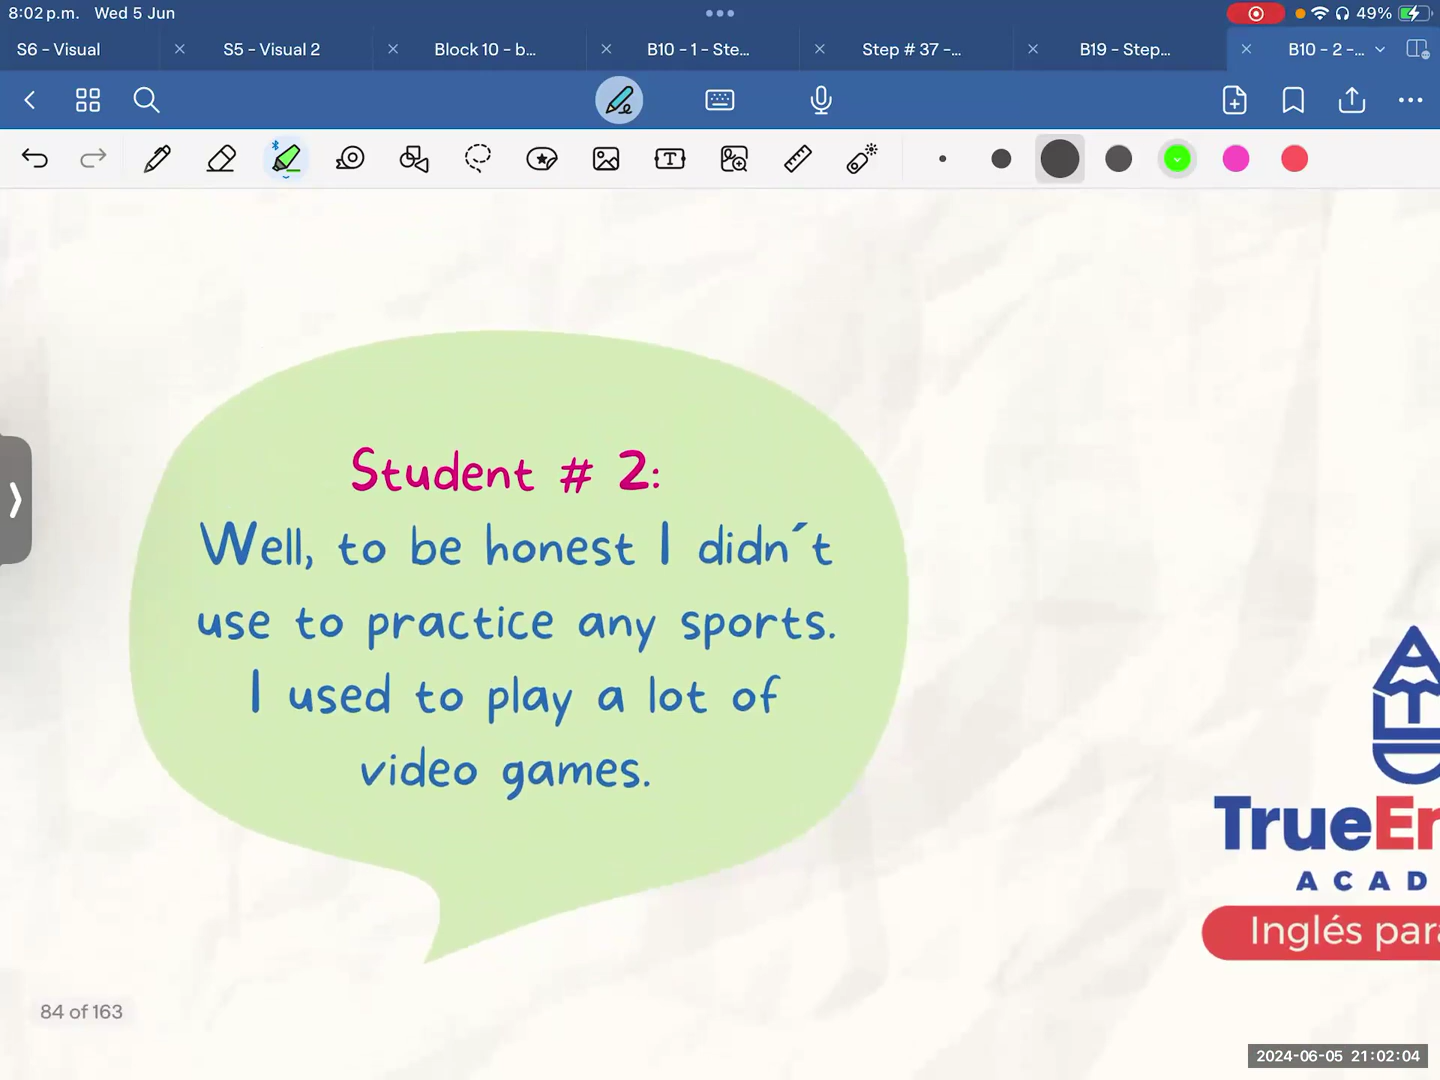 8:02 p.m. Wed 5 Jun
49%
S6 - Visual
S5 - Visual 2
Block 10 - b...
B10 - 1 - Ste...
Step # 37 -...
B19 - Step...
B10 - 2 -...
Student # 2:
Well, to be honest I didn´t
use to practice any sports.
I used to play a lot of
video games.
TrueEn
ACAD
Inglés para
84 of 163
2024-06-05 21:02:04